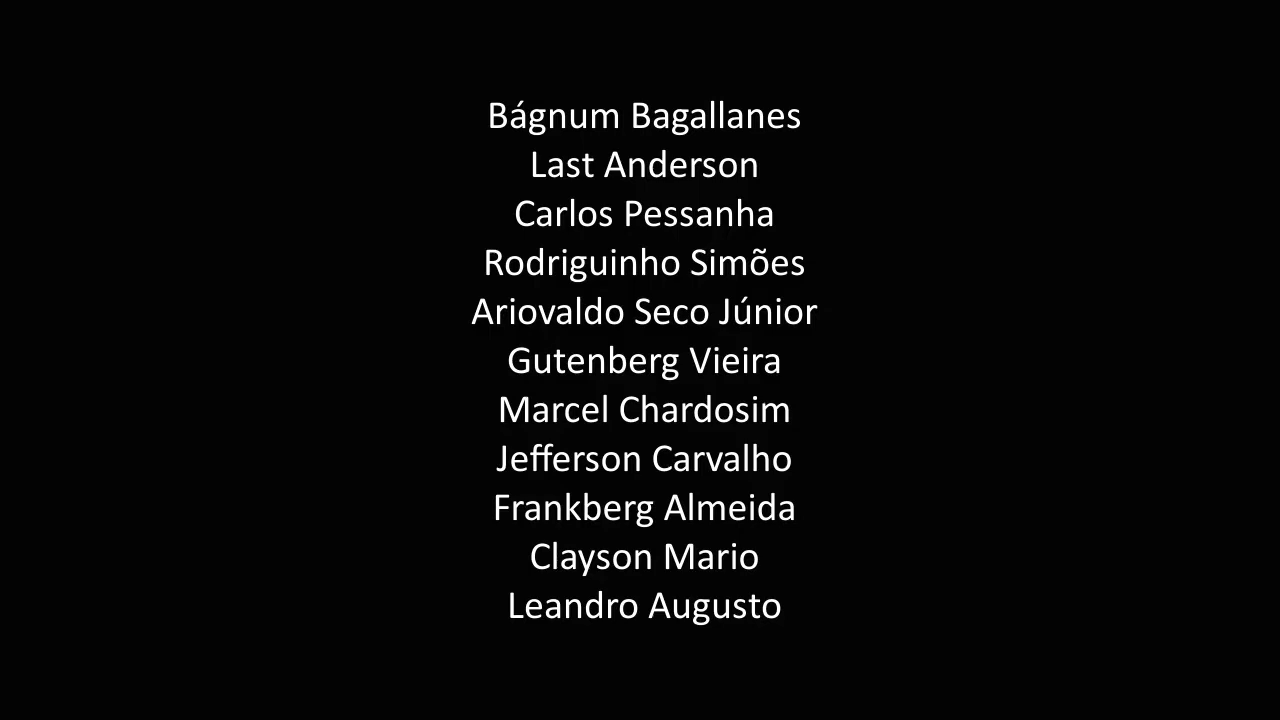 Bágnum Bagallanes
Last Anderson
Carlos Pessanha
Rodriguinho Simões
Ariovaldo Seco Júnior
Gutenberg Vieira
Marcel Chardosim
Jefferson Carvalho
Frankberg Almeida
Clayson Mario
Leandro Augusto